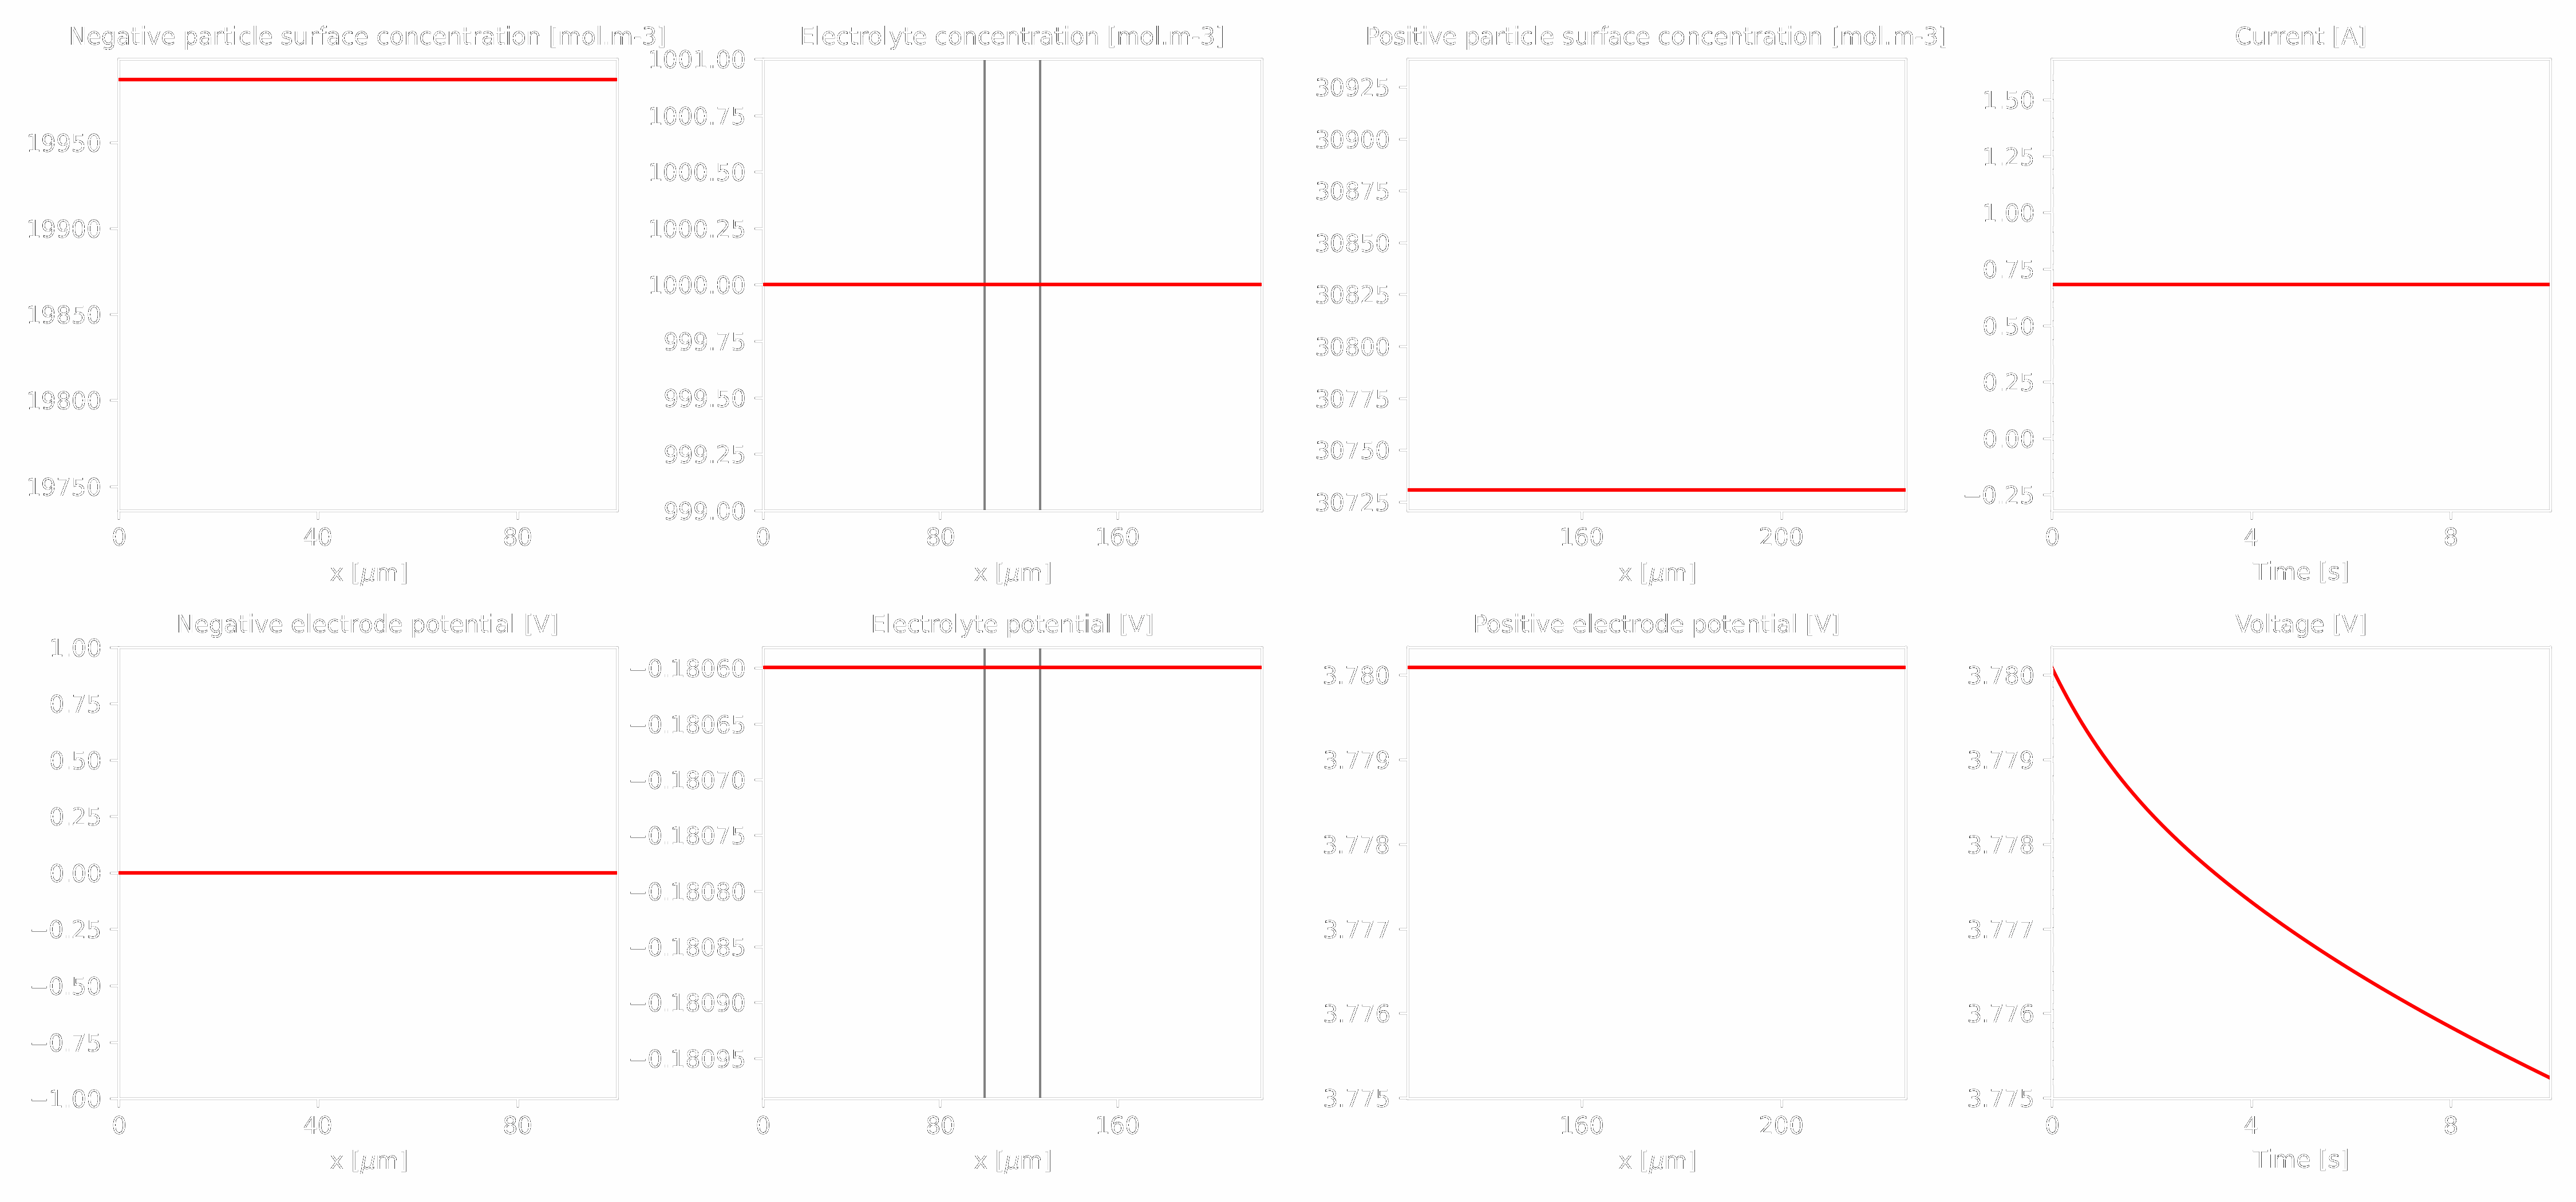 Negative particle surface concentration [mol.m-3]
19950
19900
19850
19800
19750
0 40 80
x [μm]
Electrolyte concentration [mol.m-3]
1001.00
1000.75
1000.50
1000.25
1000.00
999.75
999.50
999.25
999.00
0 80 160
x [μm]
Positive particle surface concentration [mol.m-3]
30925
30900
30875
30850
30825
30800
30775
30750
30725
160 200
x [μm]
Current [A]
1.50
1.25
1.00
0.75
0.50
0.25
0.00
−0.25
0 4 8
Time [s]
Negative electrode potential [V]
1.00
0.75
0.50
0.25
0.00
−0.25
−0.50
−0.75
−1.00
0 40 80
x [μm]
Electrolyte potential [V]
−0.18060
−0.18065
−0.18070
−0.18075
−0.18080
−0.18085
−0.18090
−0.18095
0 80 160
x [μm]
Positive electrode potential [V]
3.780
3.779
3.778
3.777
3.776
3.775
160 200
x [μm]
Voltage [V]
3.780
3.779
3.778
3.777
3.776
3.775
0 4 8
Time [s]